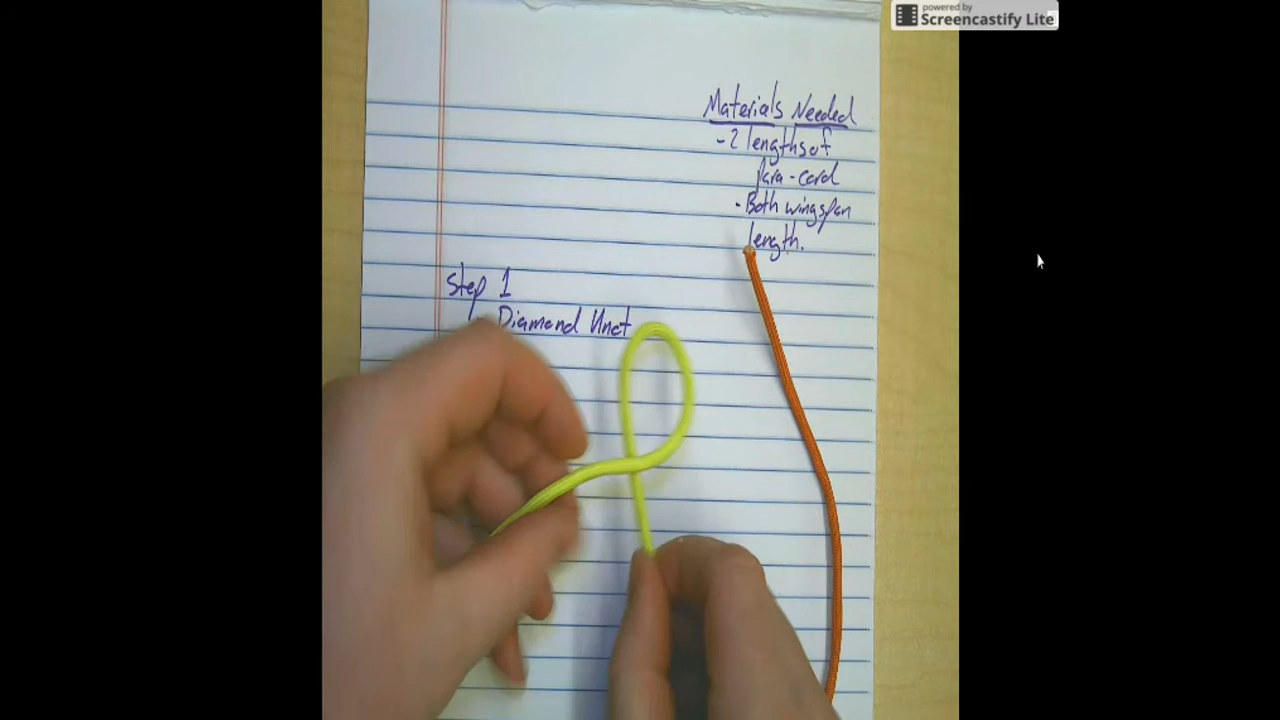 powered by
Screencastify Lite
Materials Needed
- 2 lengths of
Para-cord
- Both wingspan
length.
Step 1
Diamond Knot